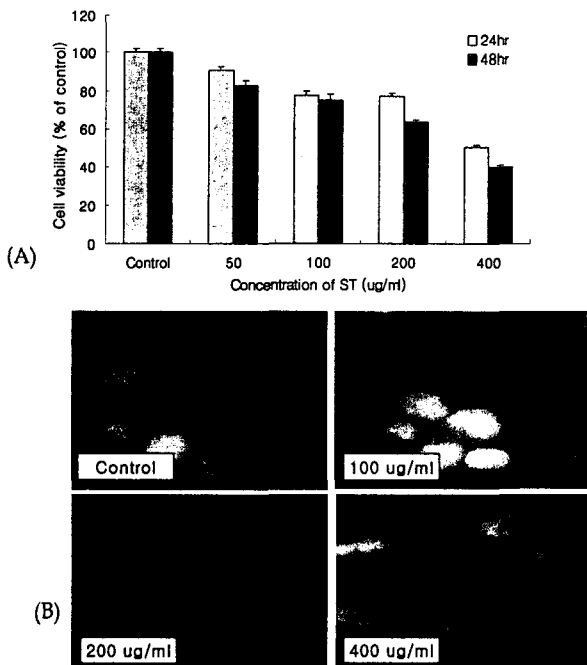 Cell viability (% of control)
120
100
80
60
40
20
0
24hr
48hr
Control 50 100 200 400
Concentration of ST (ug/ml)
(A)
Control
100 ug/ml
200 ug/ml
400 ug/ml
(B)